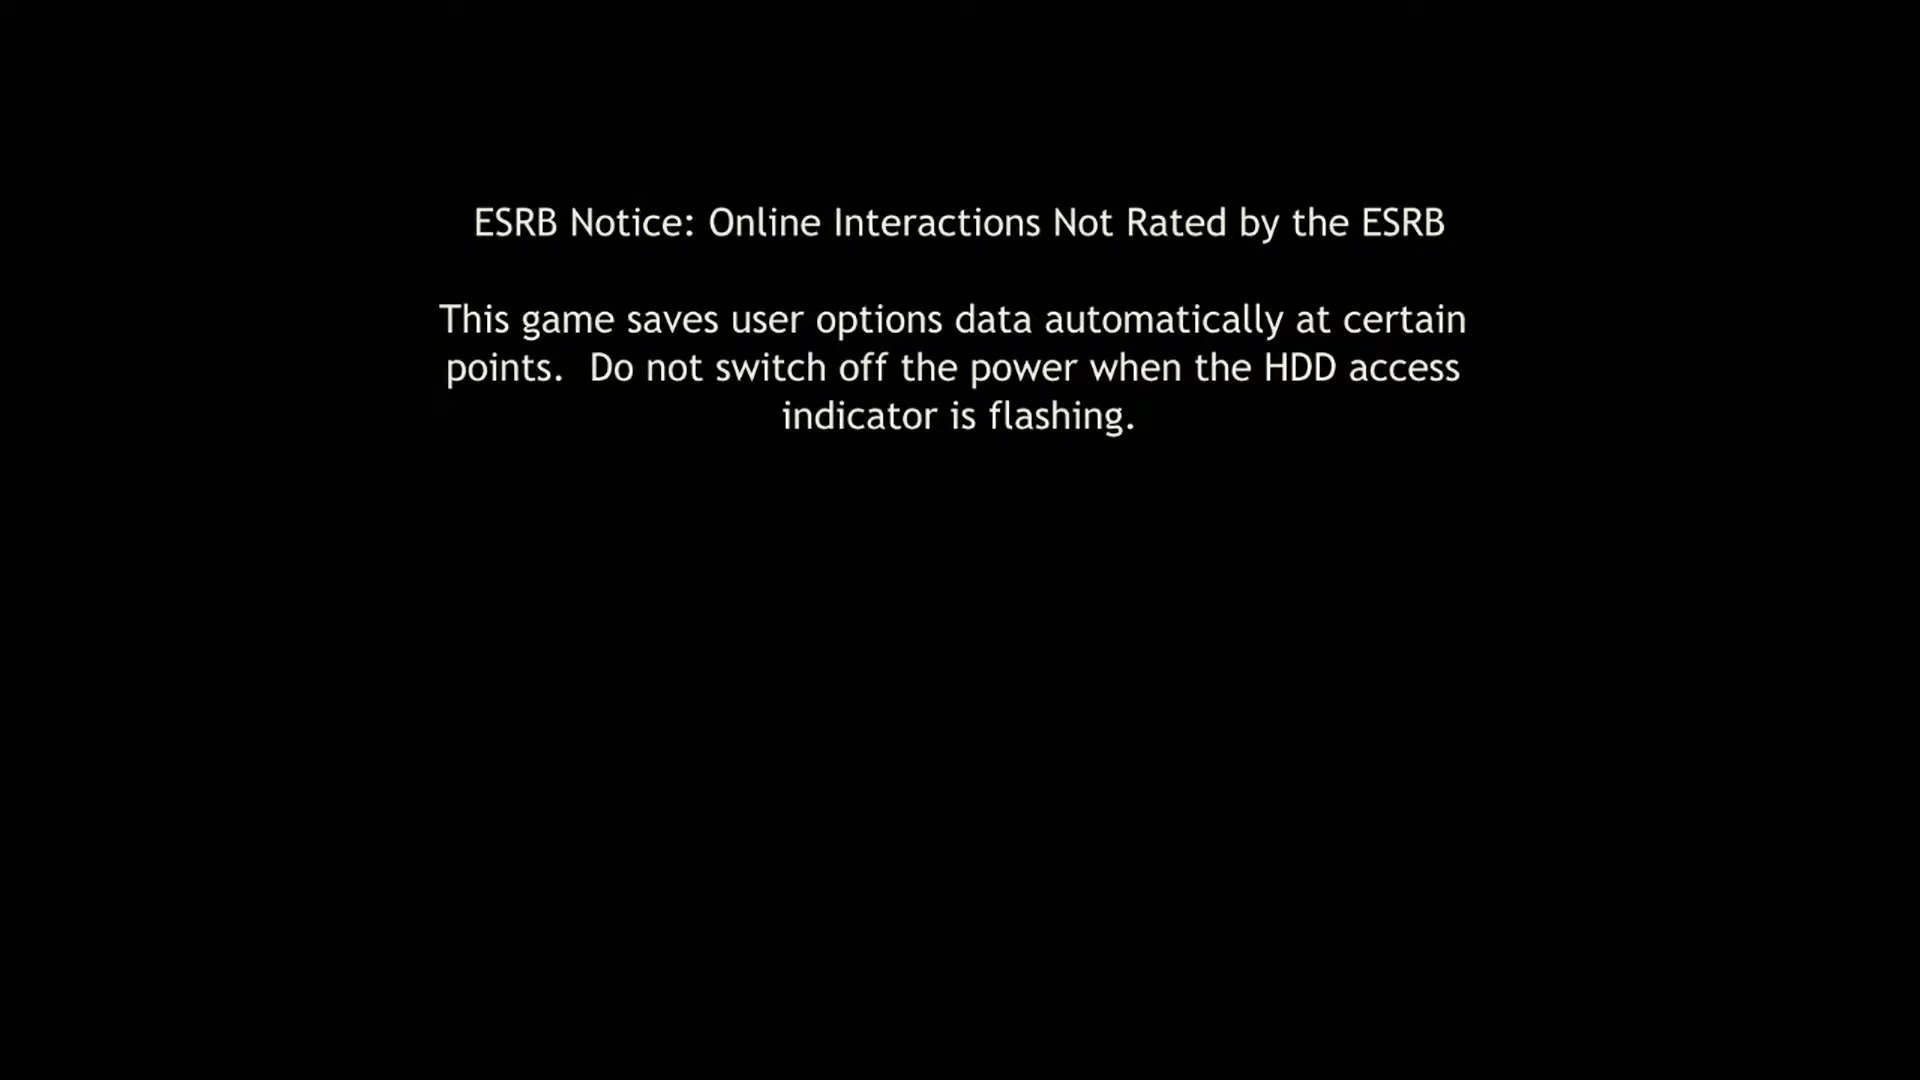 ESRB Notice: Online Interactions Not Rated by the ESRB
This game saves user options data automatically at certain
points.  Do not switch off the power when the HDD access
indicator is flashing.